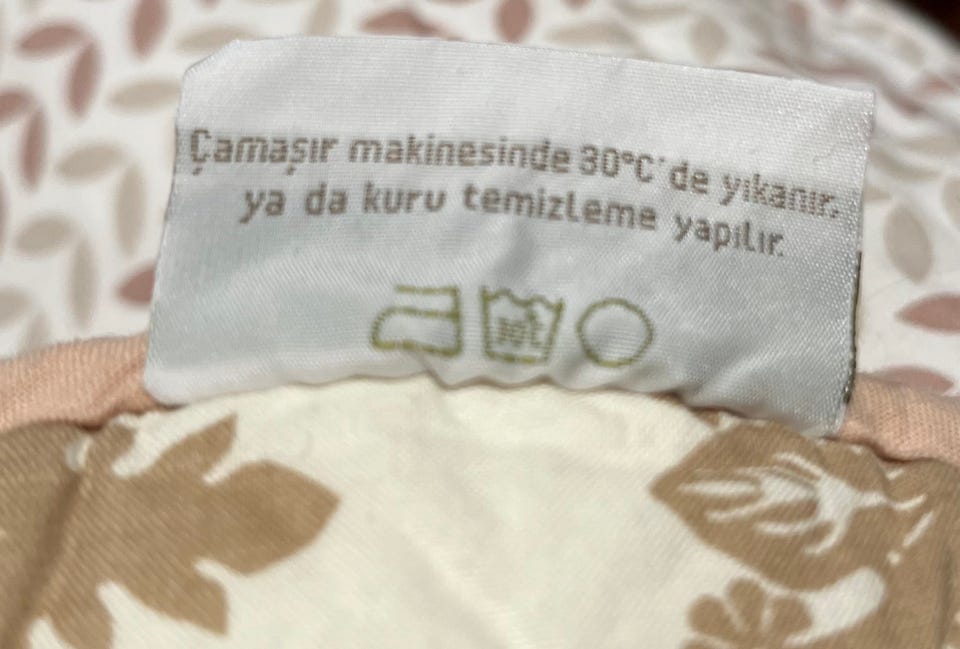 Çamaşır makinesinde 30°C'de yıkanır.
ya da kuru temizleme yapılır.